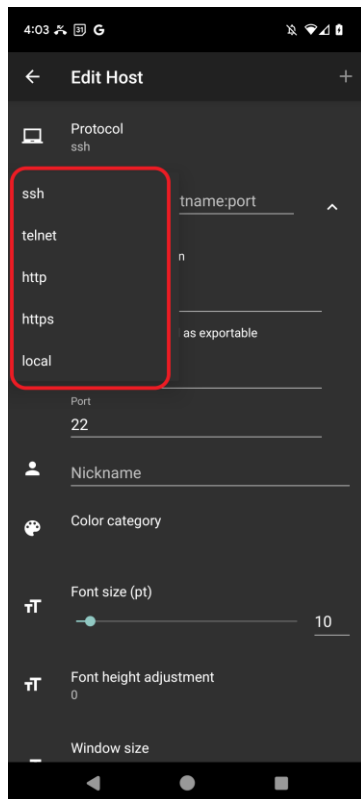 4:03 31 G
Edit Host
Protocol
ssh
ssh
tname:port
telnet
n
http
https
as exportable
local
Port
22
Nickname
Color category
Font size (pt)
10
Font height adjustment
0
Window size